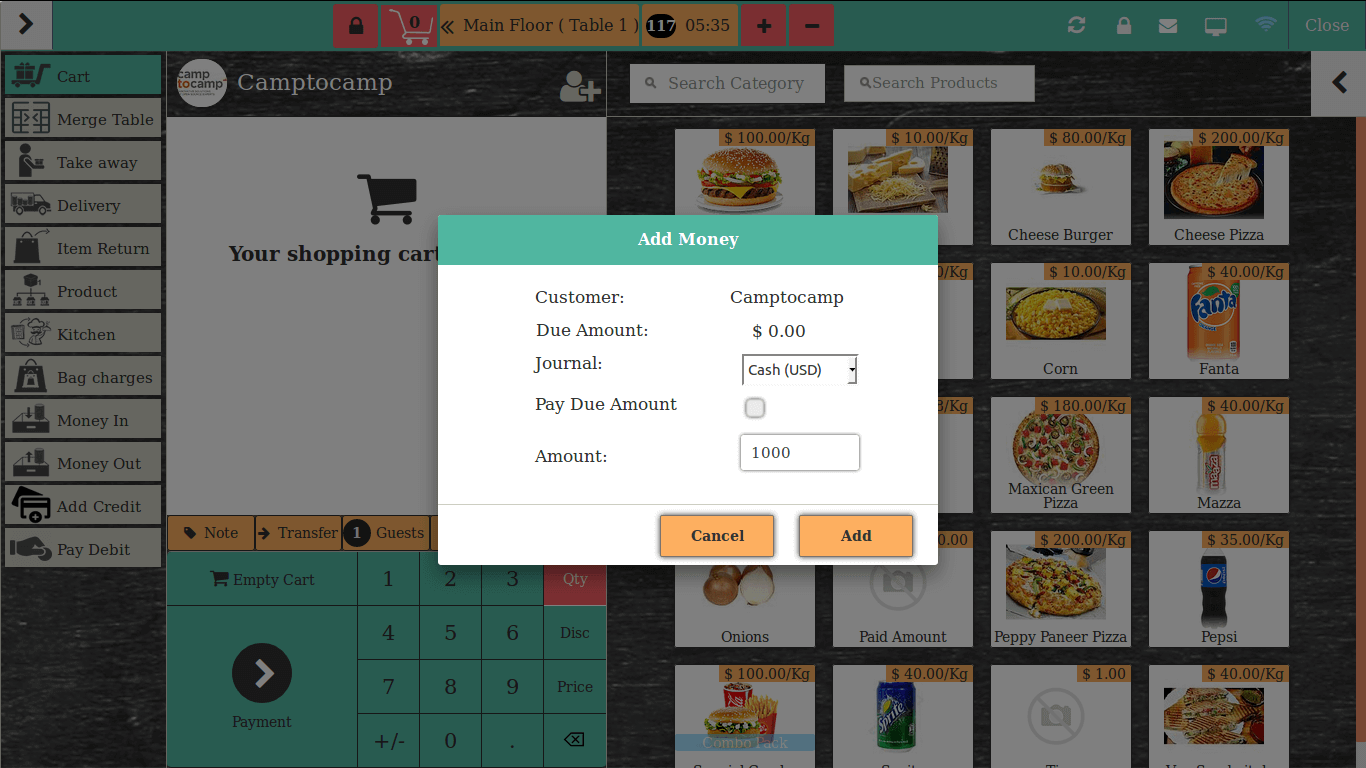 0
Main Floor ( Table 1 )
117 05:35
Close
Cart
Merge Table
Take away
Delivery
Item Return
Product
Kitchen
Bag charges
Money In
Money Out
Add Credit
Pay Debit
camp
tocamp
Camptocamp
Your shopping cart
Search Category
Search Products
$ 100.00/Kg
$ 10.00/Kg
$ 80.00/Kg
Cheese Burger
$ 200.00/Kg
Cheese Pizza
0/Kg
$ 10.00/Kg
Corn
$ 40.00/Kg
Fanta
Fanta
8/Kg
$ 180.00/Kg
Maxican Green
Pizza
$ 40.00/Kg
maaza
Mazza
Onions
0.00
Paid Amount
$ 200.00/Kg
Peppy Paneer Pizza
$ 35.00/Kg
Pepsi
$ 100.00/Kg
Combo Pack
$ 40.00/Kg
Sprite
$ 1.00
$ 40.00/Kg
Add Money
Customer: Camptocamp
Due Amount: $ 0.00
Journal: Cash (USD)
Pay Due Amount
Amount: 1000
Cancel
Add
Note
Transfer
1 Guests
Empty Cart
1 2 3 Qty
4 5 6 Disc
7 8 9 Price
+/- 0 .
Payment